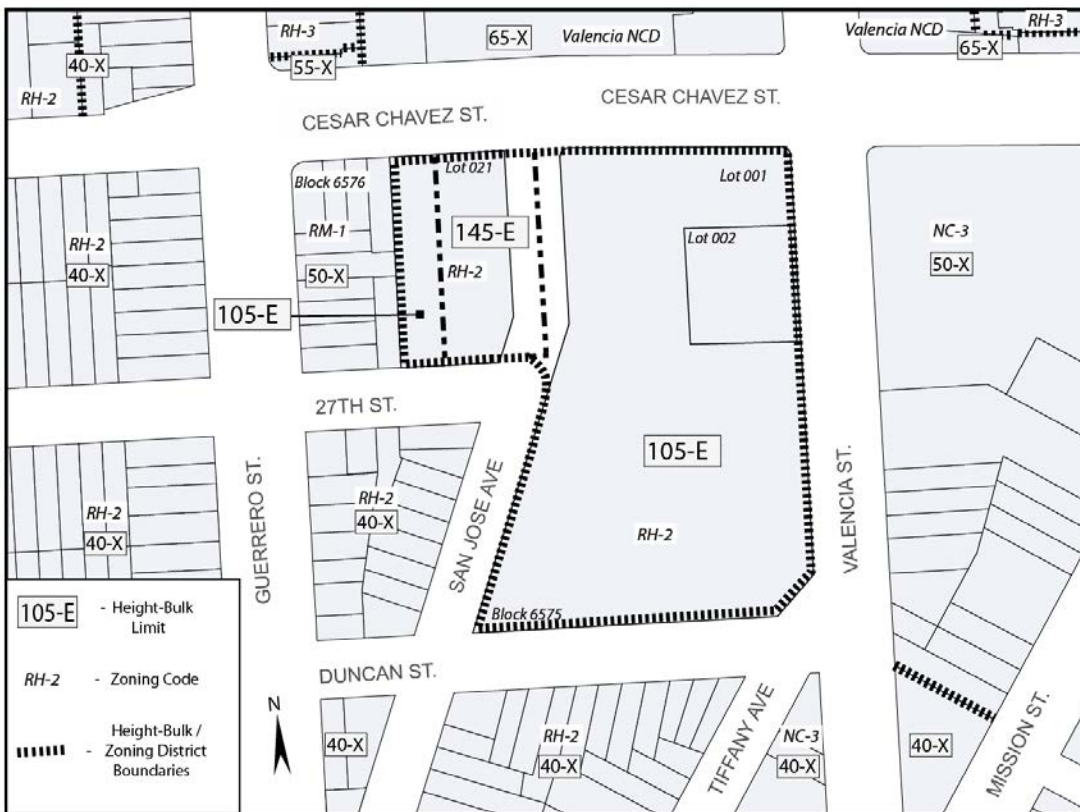 RH-3
65-X
Valencia NCD
Valencia NCD
RH-3
40-X
55-X
65-X
RH-2
CESAR CHAVEZ ST.
CESAR CHAVEZ ST.
Lot 021
Lot 001
Block 6576
RM-1
145-E
Lot 002
NC-3
RH-2
40-X
50-X
RH-2
50-X
105-E
27TH ST.
105-E
GUERRERO ST.
SAN JOSE AVE
VALENCIA ST.
RH-2
40-X
RH-2
40-X
RH-2
Block 6575
105-E
- Height-Bulk
Limit
RH-2
- Zoning Code
- Height-Bulk /
Zoning District
Boundaries
N
DUNCAN ST.
40-X
RH-2
40-X
TIFFANY AVE
NC-3
40-X
40-X
MISSION ST.